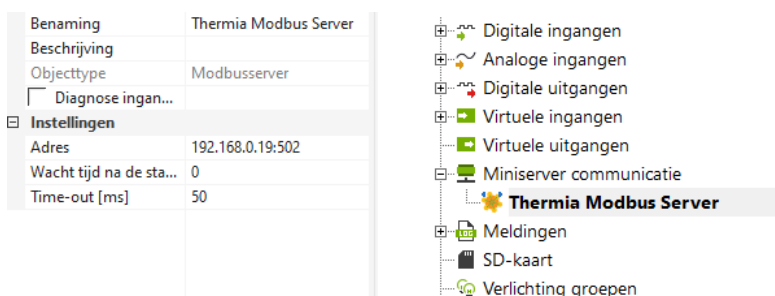 Benaming Thermia Modbus Server
Beschrijving
Objecttype Modbusserver
Diagnose ingan...
Instellingen
Adres 192.168.0.19:502
Wacht tijd na de sta... 0
Time-out [ms] 50
Digitale ingangen
Analoge ingangen
Digitale uitgangen
Virtuele ingangen
Virtuele uitgangen
Miniserver communicatie
Thermia Modbus Server
LOG Meldingen
SD-kaart
Verlichting groepen